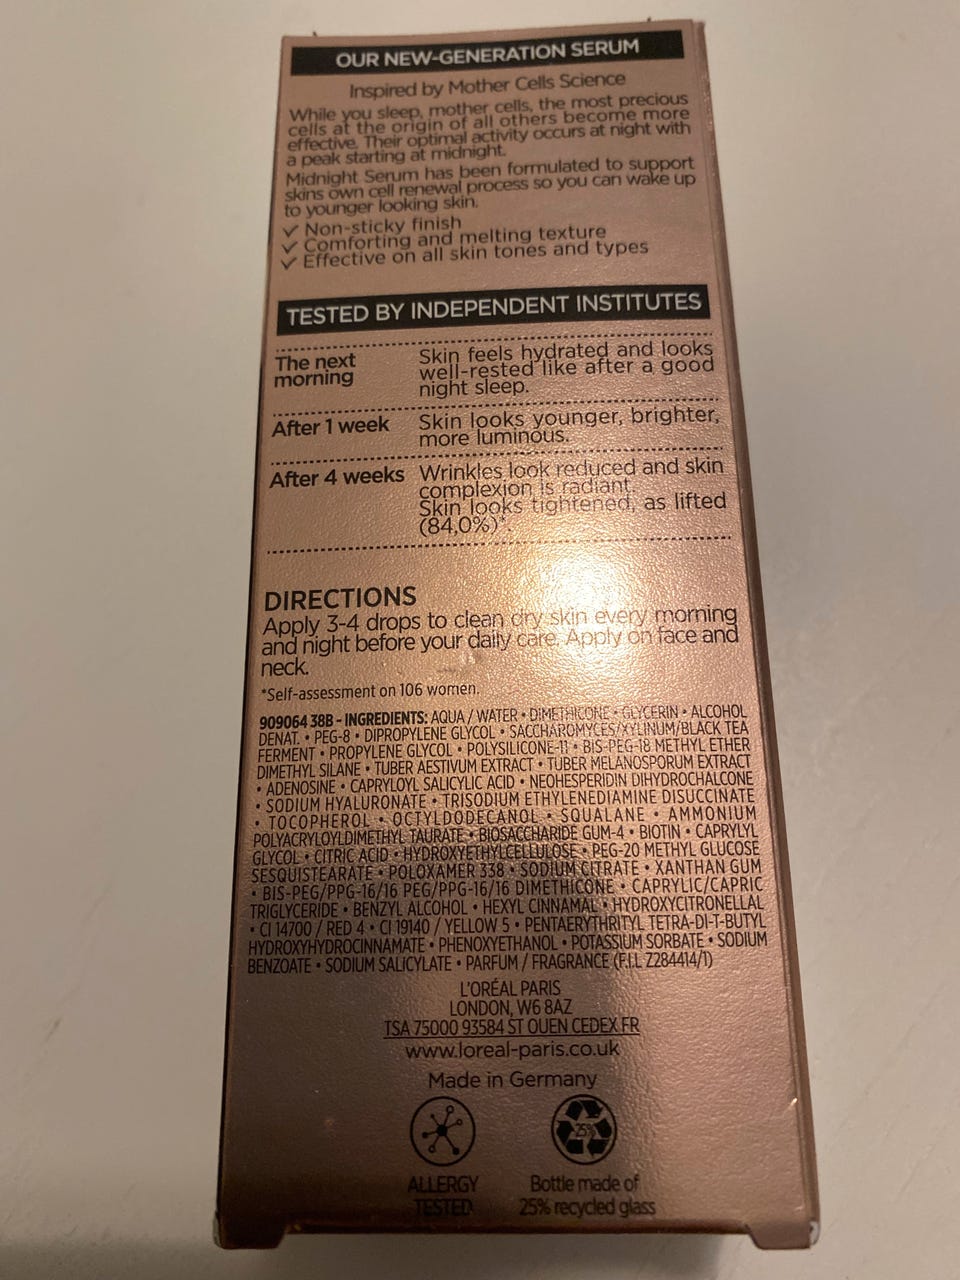 OUR NEW-GENERATION SERUM
Inspired by Mother Cells Science
While you sleep, mother cells, the most precious
cells at the origin of all others become more
effective. Their optimal activity occurs at night with
a peak starting at midnight.
Midnight Serum has been formulated to support
skins own cell renewal process so you can wake up
to younger looking skin.
✓ Non-sticky finish
✓ Comforting and melting texture
✓ Effective on all skin tones and types
TESTED BY INDEPENDENT INSTITUTES
The next
morning
Skin feels hydrated and looks
well-rested like after a good
night sleep.
After 1 week
Skin looks younger, brighter,
more luminous.
After 4 weeks
Wrinkles look reduced and skin
complexion is radiant.
Skin looks tightened, as lifted
(84,0%)*.
DIRECTIONS
Apply 3-4 drops to clean dry skin every morning
and night before your daily care. Apply on face and
neck.
*Self-assessment on 106 women.
909064 38B - INGREDIENTS: AQUA / WATER • DIMETHICONE • GLYCERIN • ALCOHOL
DENAT. • PEG-8 • DIPROPYLENE GLYCOL • SACCHAROMYCES/XYLINUM/BLACK TEA
FERMENT • PROPYLENE GLYCOL • POLYSILICONE-11 • BIS-PEG-18 METHYL ETHER
DIMETHYL SILANE • TUBER AESTIVUM EXTRACT • TUBER MELANOSPORUM EXTRACT
• ADENOSINE • CAPRYLOYL SALICYLIC ACID • NEOHESPERIDIN DIHYDROCHALCONE
• SODIUM HYALURONATE • TRISODIUM ETHYLENEDIAMINE DISUCCINATE
• TOCOPHEROL • OCTYLDODECANOL • SQUALANE • AMMONIUM
POLYACRYLOYLDIMETHYL TAURATE • BIOSACCHARIDE GUM-4 • BIOTIN • CAPRYLYL
GLYCOL • CITRIC ACID • HYDROXYETHYLCELLULOSE • PEG-20 METHYL GLUCOSE
SESQUISTEARATE • POLOXAMER 338 • SODIUM CITRATE • XANTHAN GUM
• BIS-PEG/PPG-16/16 PEG/PPG-16/16 DIMETHICONE • CAPRYLIC/CAPRIC
TRIGLYCERIDE • BENZYL ALCOHOL • HEXYL CINNAMAL • HYDROXYCITRONELLAL
• CI 14700 / RED 4 • CI 19140 / YELLOW 5 • PENTAERYTHRITYL TETRA-DI-T-BUTYL
HYDROXYHYDROCINNAMATE • PHENOXYETHANOL • POTASSIUM SORBATE • SODIUM
BENZOATE • SODIUM SALICYLATE • PARFUM / FRAGRANCE (F.I.L Z284414/1)
L'ORÉAL PARIS
LONDON, W6 8AZ
TSA 75000 93584 ST OUEN CEDEX FR
www.loreal-paris.co.uk
Made in Germany
25%
ALLERGY
TESTED
Bottle made of
25% recycled glass